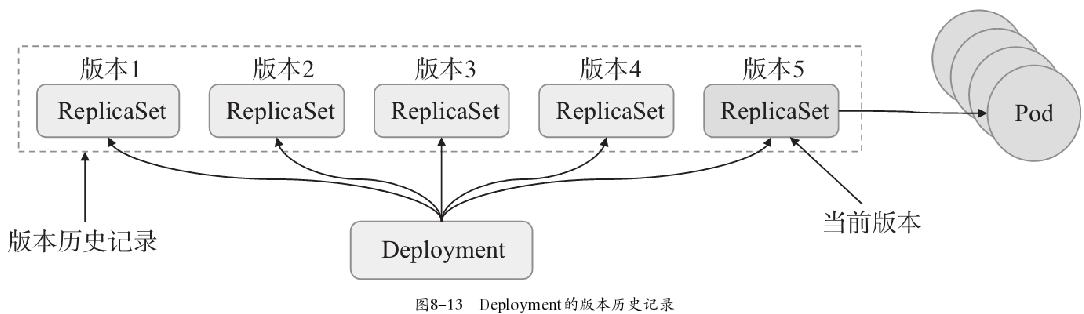 版本1 版本2 版本3 版本4 版本5
ReplicaSet ReplicaSet ReplicaSet ReplicaSet ReplicaSet Pod
版本历史记录 Deployment 当前版本
图8-13 Deployment的版本历史记录